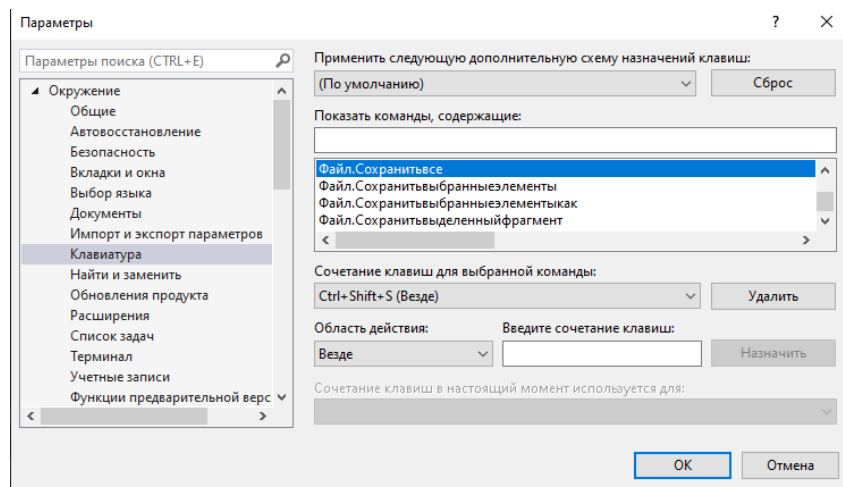 Параметры
?
Параметры поиска (CTRL+E)
Окружение
Общие
Автовосстановление
Безопасность
Вкладки и окна
Выбор языка
Документы
Импорт и экспорт параметров
Клавиатура
Найти и заменить
Обновления продукта
Расширения
Список задач
Терминал
Учетные записи
Функции предварительной верс
Применить следующую дополнительную схему назначений клавиш:
(По умолчанию)
Сброс
Показать команды, содержащие:
Файл.Сохранитьвсе
Файл.Сохранитьвыбранныеэлементы
Файл.Сохранитьвыбранныеэлементыкак
Файл.Сохранитьвыделенныйфрагмент
Сочетание клавиш для выбранной команды:
Ctrl+Shift+S (Везде)
Удалить
Область действия:
Введите сочетание клавиш:
Везде
Назначить
Сочетание клавиш в настоящий момент используется для:
OK
Отмена